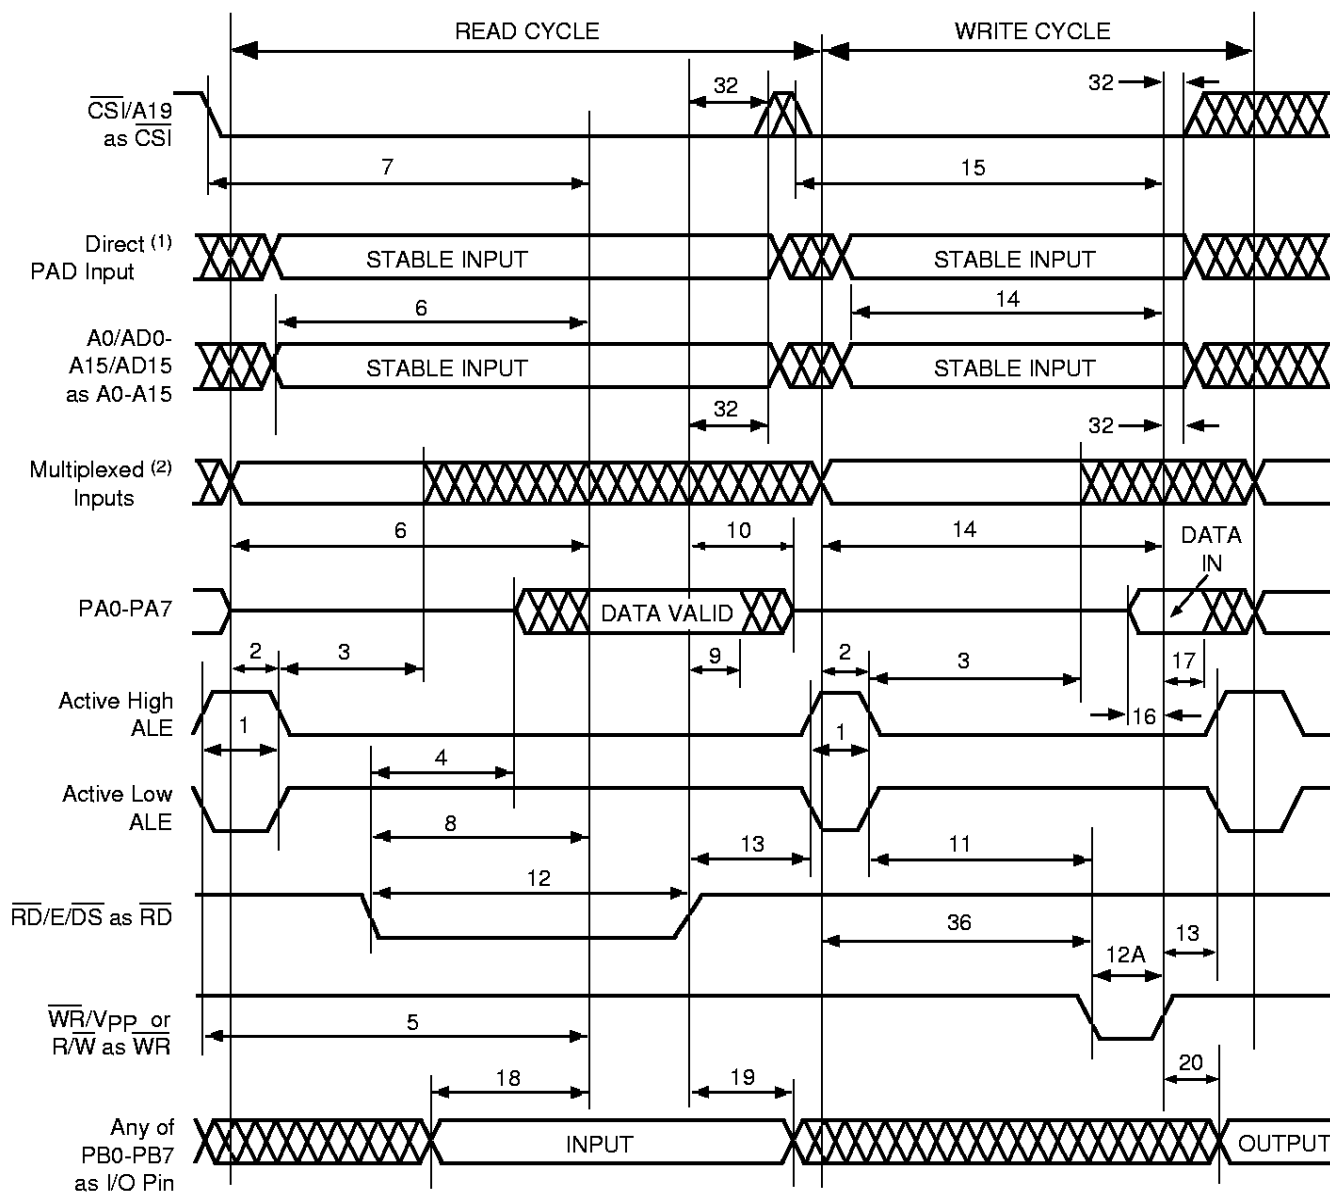 READ CYCLE
WRITE CYCLE
32
32
CSI/A19
as CSI
7
15
Direct (1)
PAD Input
STABLE INPUT
STABLE INPUT
6
14
A0/AD0-
A15/AD15
as A0-A15
STABLE INPUT
STABLE INPUT
32
32
Multiplexed (2)
Inputs
6
10
14
DATA
IN
PA0-PA7
DATA VALID
2
3
9
2
3
17
Active High
ALE
1
1
16
4
Active Low
ALE
8
13
11
12
RD/E/DS as RD
36
13
12A
WR/VPP or
R/W as WR
5
18
19
20
Any of
PB0-PB7
as I/O Pin
INPUT
OUTPUT